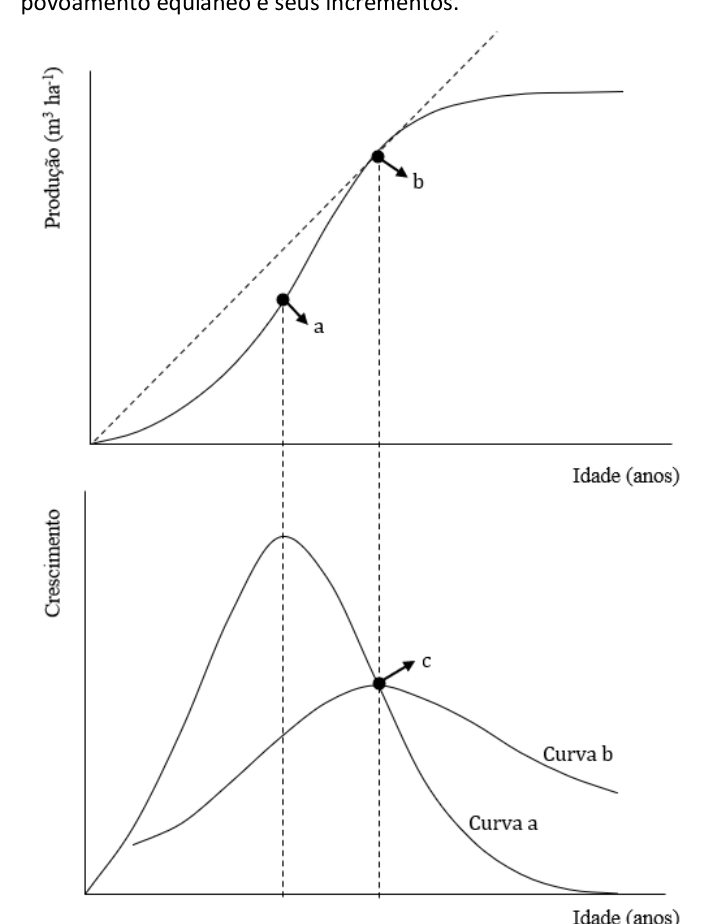 povoamento equiâneo e seus incrementos.
Produção (m³ ha⁻¹)
b
a
Idade (anos)
Crescimento
c
Curva b
Curva a
Idade (anos)